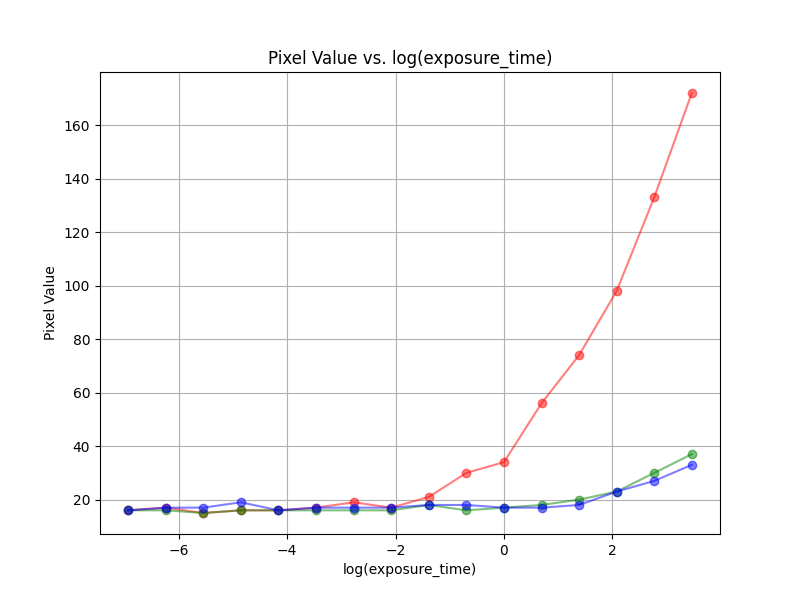 Pixel Value vs. log(exposure_time)
160
140
120
100
80
60
40
20
Pixel Value
−6 −4 −2 0 2
log(exposure_time)